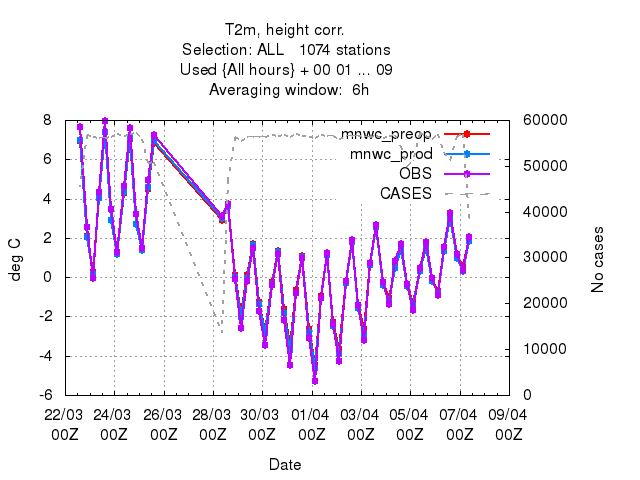 T2m, height corr.
Selection: ALL   1074 stations
Used {All hours} + 00 01 ... 09
Averaging window:  6h
8
6
4
2
0
-2
-4
-6
deg C
60000
50000
40000
30000
20000
10000
0
No cases
mnwc_preop
mnwc_prod
OBS
CASES
22/03 24/03 26/03 28/03 30/03 01/04 03/04 05/04 07/04 09/04
00Z 00Z 00Z 00Z 00Z 00Z 00Z 00Z 00Z 00Z
Date